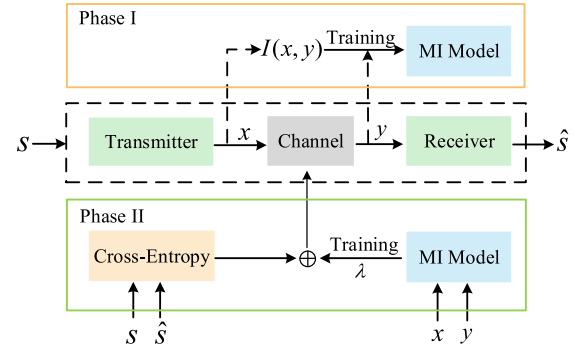 Phase I
I(x, y)
Training
MI Model
s
Transmitter
x
Channel
y
Receiver
ŝ
Phase II
Cross-Entropy
⊕
Training
λ
MI Model
s
ŝ
x
y